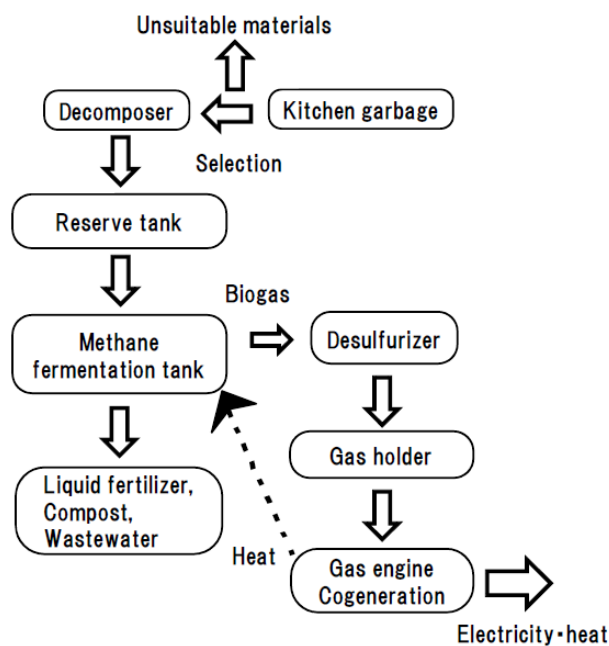 Unsuitable materials
Decomposer
Kitchen garbage
Selection
Reserve tank
Biogas
Methane
fermentation tank
Desulfurizer
Gas holder
Liquid fertilizer,
Compost,
Wastewater
Heat
Gas engine
Cogeneration
Electricity・heat